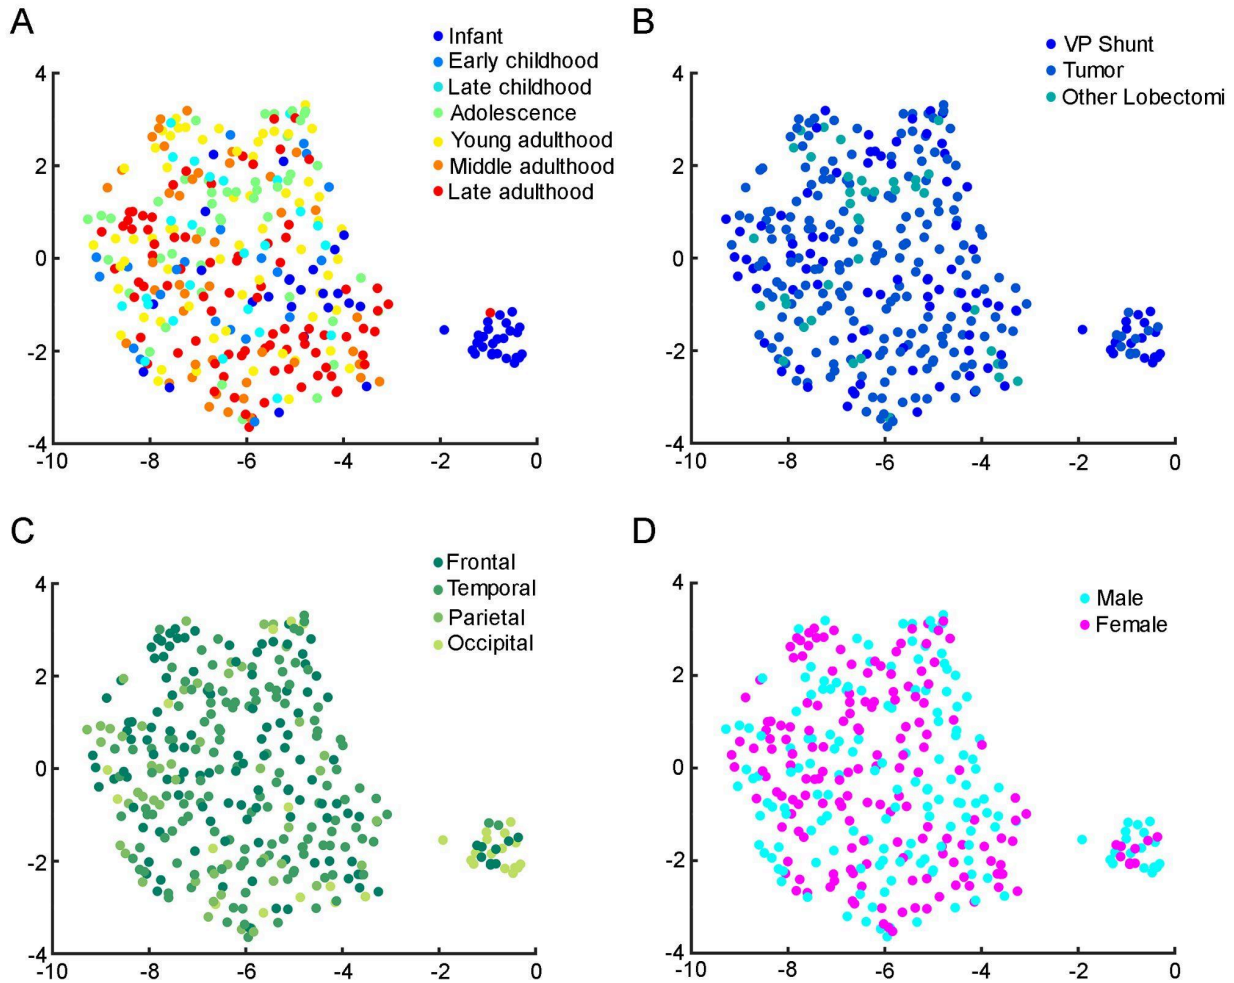 A
Infant
Early childhood
Late childhood
Adolescence
Young adulthood
Middle adulthood
Late adulthood
4
2
0
-2
-4
-10
-8
-6
-4
-2
0
B
VP Shunt
Tumor
Other Lobectomi
4
2
0
-2
-4
-10
-8
-6
-4
-2
0
C
Frontal
Temporal
Parietal
Occipital
4
2
0
-2
-4
-10
-8
-6
-4
-2
0
D
Male
Female
4
2
0
-2
-4
-10
-8
-6
-4
-2
0